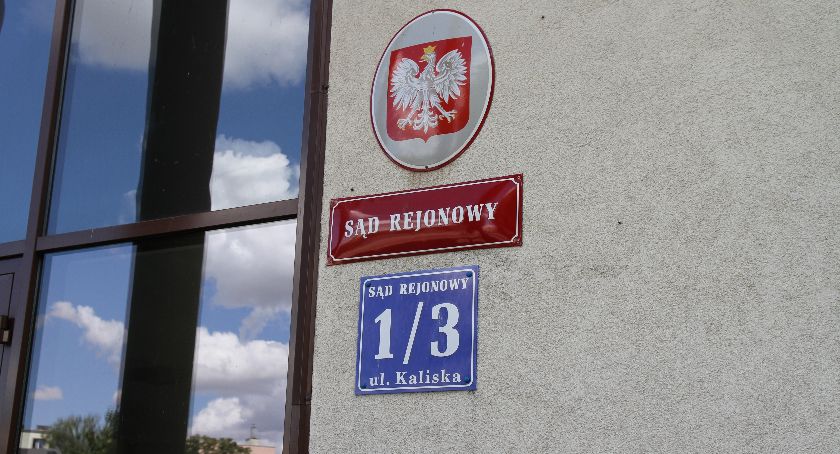 SĄD REJONOWY
SĄD REJONOWY
1/3
ul. Kaliska